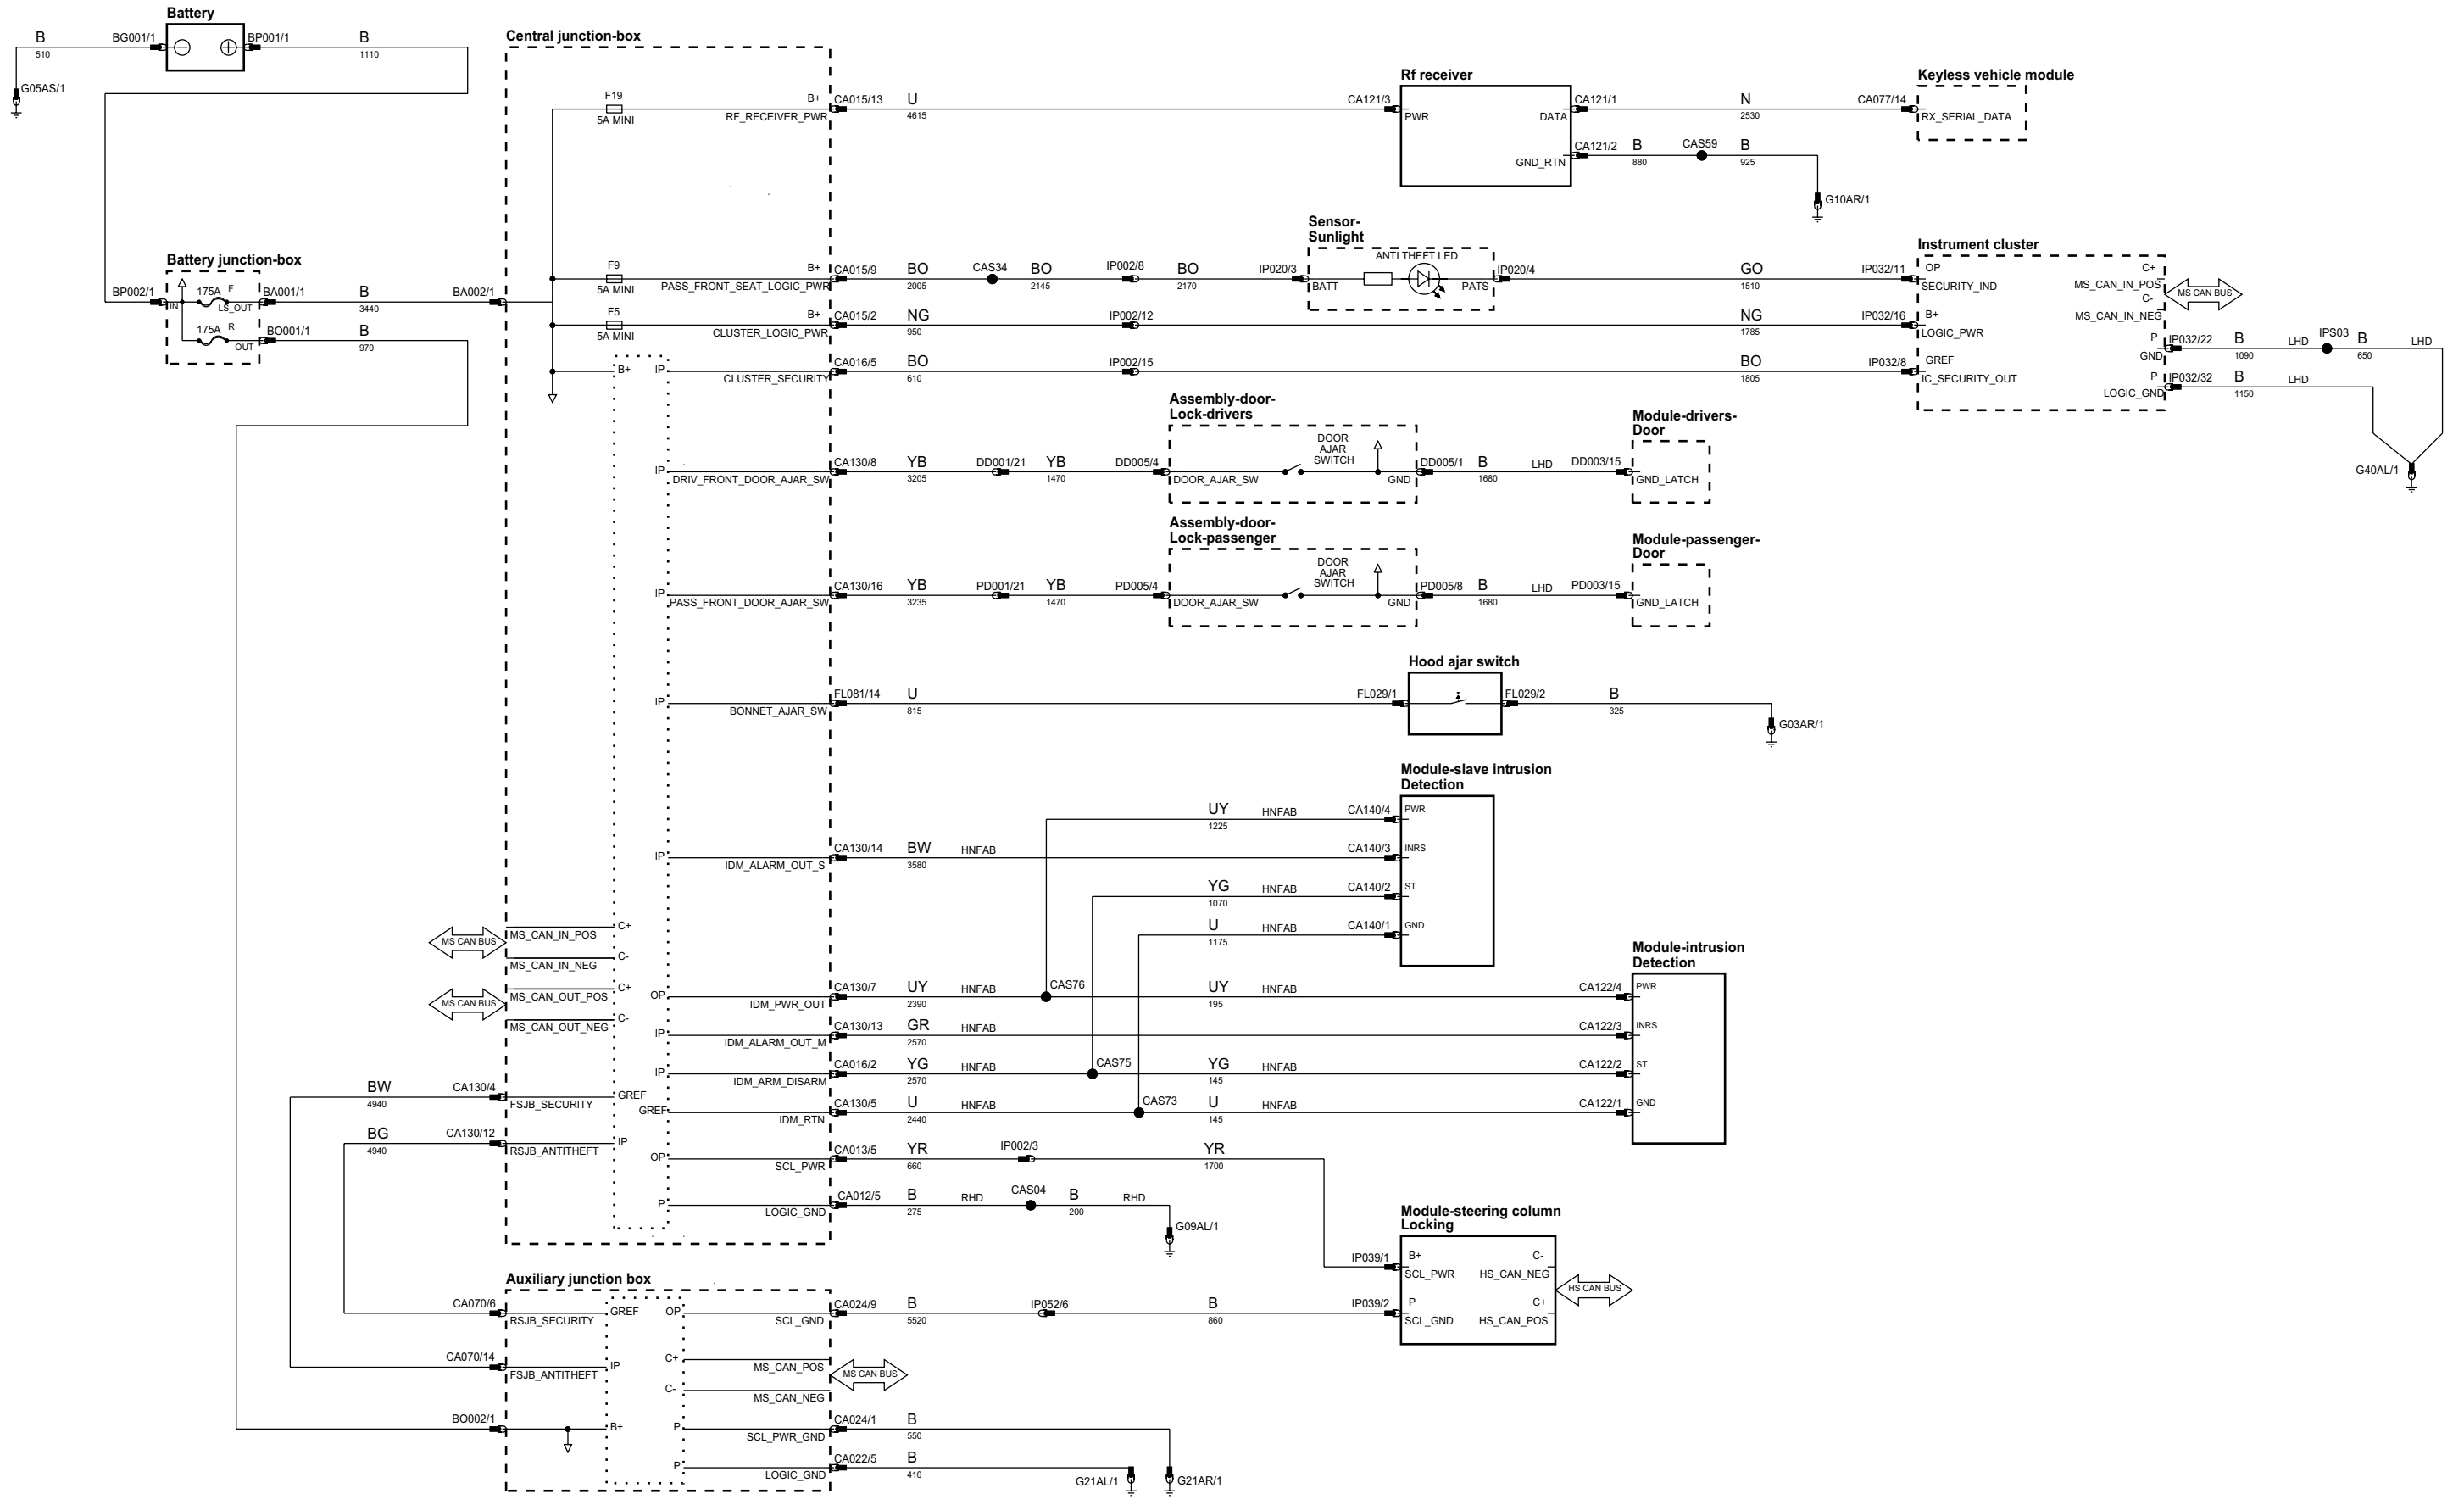 Battery
B
510
BG001/1
BP001/1
B
1110
G05AS/1
Battery junction-box
BP002/1
IN
175A
F
LS_OUT
BA001/1
B
3440
BA002/1
175A
R
OUT
BO001/1
B
970
Central junction-box
F19
5A MINI
B+
RF_RECEIVER_PWR
CA015/13
U
4615
CA121/3
Rf receiver
PWR
DATA
GND_RTN
CA121/1
N
2530
CA077/14
Keyless vehicle module
RX_SERIAL_DATA
CA121/2
B
880
CAS59
B
925
G10AR/1
F9
5A MINI
B+
PASS_FRONT_SEAT_LOGIC_PWR
CA015/9
BO
2005
CAS34
BO
2145
IP002/8
BO
2170
IP020/3
Sensor-
Sunlight
ANTI THEFT LED
BATT
PATS
IP020/4
GO
1510
IP032/11
Instrument cluster
OP
SECURITY_IND
C+
MS_CAN_IN_POS
C-
MS_CAN_IN_NEG
MS CAN BUS
F5
5A MINI
B+
CLUSTER_LOGIC_PWR
CA015/2
NG
950
IP002/12
NG
1785
IP032/16
B+
LOGIC_PWR
P
GND
IP032/22
B
1090
LHD
IPS03
B
650
LHD
B+
IP
CLUSTER_SECURITY
CA016/5
BO
610
IP002/15
BO
1805
IP032/8
GREF
IC_SECURITY_OUT
P
LOGIC_GND
IP032/32
B
1150
LHD
G40AL/1
IP
DRIV_FRONT_DOOR_AJAR_SW
CA130/8
YB
3205
DD001/21
YB
1470
DD005/4
Assembly-door-
Lock-drivers
DOOR
AJAR
SWITCH
DOOR_AJAR_SW
GND
DD005/1
B
1680
LHD
DD003/15
Module-drivers-
Door
GND_LATCH
IP
PASS_FRONT_DOOR_AJAR_SW
CA130/16
YB
3235
PD001/21
YB
1470
PD005/4
Assembly-door-
Lock-passenger
DOOR
AJAR
SWITCH
DOOR_AJAR_SW
GND
PD005/8
B
1680
LHD
PD003/15
Module-passenger-
Door
GND_LATCH
IP
BONNET_AJAR_SW
FL081/14
U
815
FL029/1
Hood ajar switch
FL029/2
B
325
G03AR/1
Module-slave intrusion
Detection
UY
1225
HNFAB
CA140/4
PWR
IP
IDM_ALARM_OUT_S
CA130/14
BW
3580
HNFAB
CA140/3
INRS
YG
1070
HNFAB
CA140/2
ST
U
1175
HNFAB
CA140/1
GND
MS CAN BUS
MS_CAN_IN_POS
C+
MS_CAN_IN_NEG
C-
MS CAN BUS
MS_CAN_OUT_POS
C+
MS_CAN_OUT_NEG
C-
OP
IDM_PWR_OUT
CA130/7
UY
2390
HNFAB
CAS76
UY
195
HNFAB
CA122/4
Module-intrusion
Detection
PWR
IP
IDM_ALARM_OUT_M
CA130/13
GR
2570
HNFAB
CA122/3
INRS
IP
IDM_ARM_DISARM
CA016/2
YG
2570
HNFAB
CAS75
YG
145
HNFAB
CA122/2
ST
BW
4940
CA130/4
FSJB_SECURITY
GREF
GREF
IDM_RTN
CA130/5
U
2440
HNFAB
CAS73
U
145
HNFAB
CA122/1
GND
BG
4940
CA130/12
RSJB_ANTITHEFT
IP
OP
SCL_PWR
CA013/5
YR
660
IP002/3
YR
1700
P
LOGIC_GND
CA012/5
B
275
RHD
CAS04
B
200
RHD
G09AL/1
Module-steering column
Locking
IP039/1
B+
SCL_PWR
C-
HS_CAN_NEG
HS CAN BUS
P
SCL_GND
C+
HS_CAN_POS
Auxiliary junction box
CA070/6
RSJB_SECURITY
GREF
OP
SCL_GND
CA024/9
B
5520
IP052/6
B
860
IP039/2
CA070/14
FSJB_ANTITHEFT
IP
C+
MS_CAN_POS
C-
MS_CAN_NEG
MS CAN BUS
BO002/1
B+
P
SCL_PWR_GND
CA024/1
B
550
P
LOGIC_GND
CA022/5
B
410
G21AL/1
G21AR/1